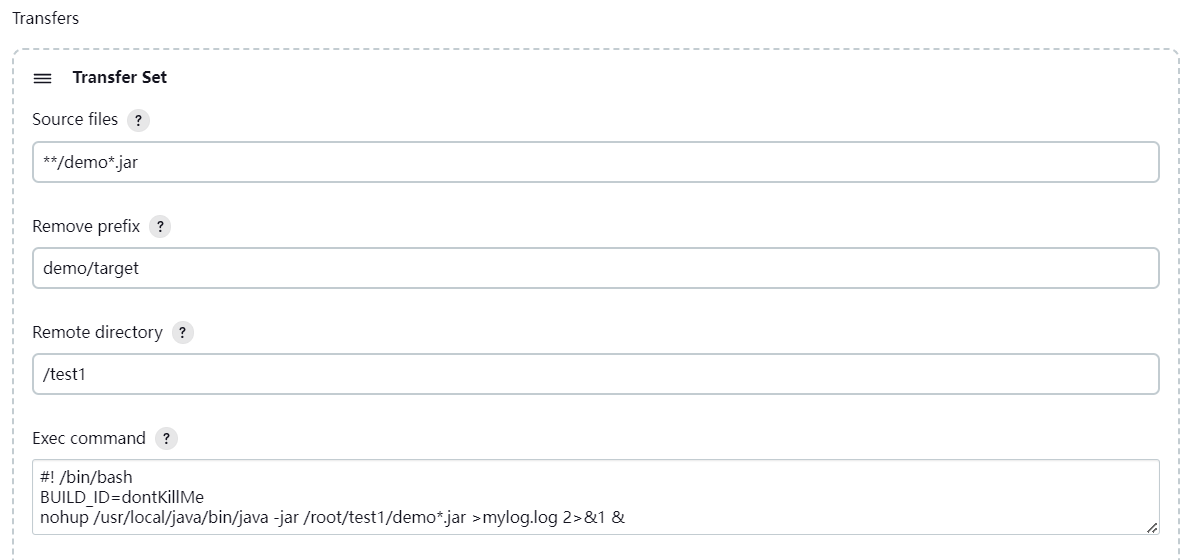 Transfers
Transfer Set
Source files ?
**/demo*.jar
Remove prefix ?
demo/target
Remote directory ?
/test1
Exec command ?
#! /bin/bash
BUILD_ID=dontKillMe
nohup /usr/local/java/bin/java -jar /root/test1/demo*.jar >mylog.log 2>&1 &